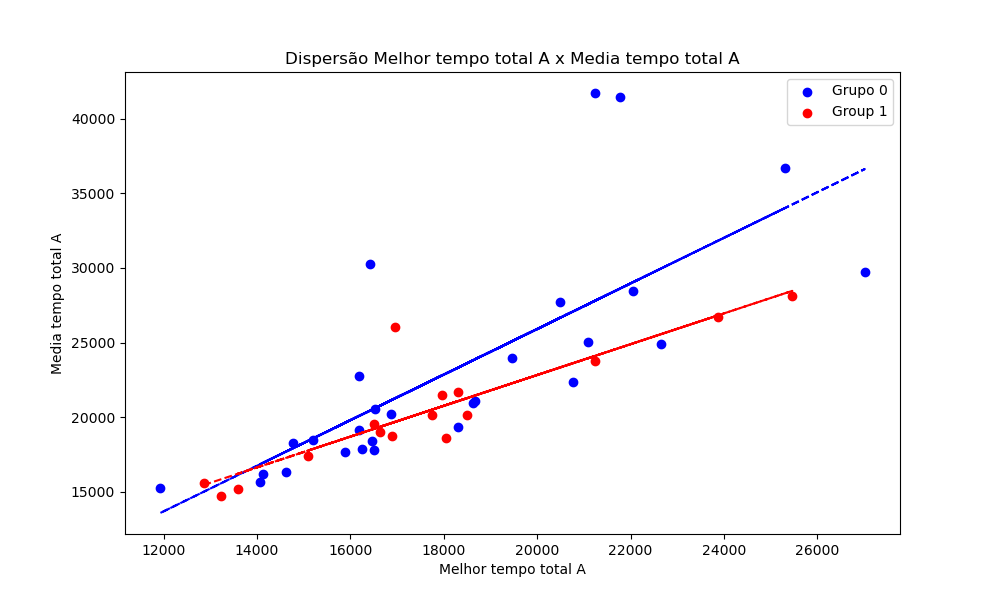 Dispersão Melhor tempo total A x Media tempo total A
Grupo 0
Group 1
40000
35000
30000
25000
20000
15000
Media tempo total A
12000 14000 16000 18000 20000 22000 24000 26000
Melhor tempo total A